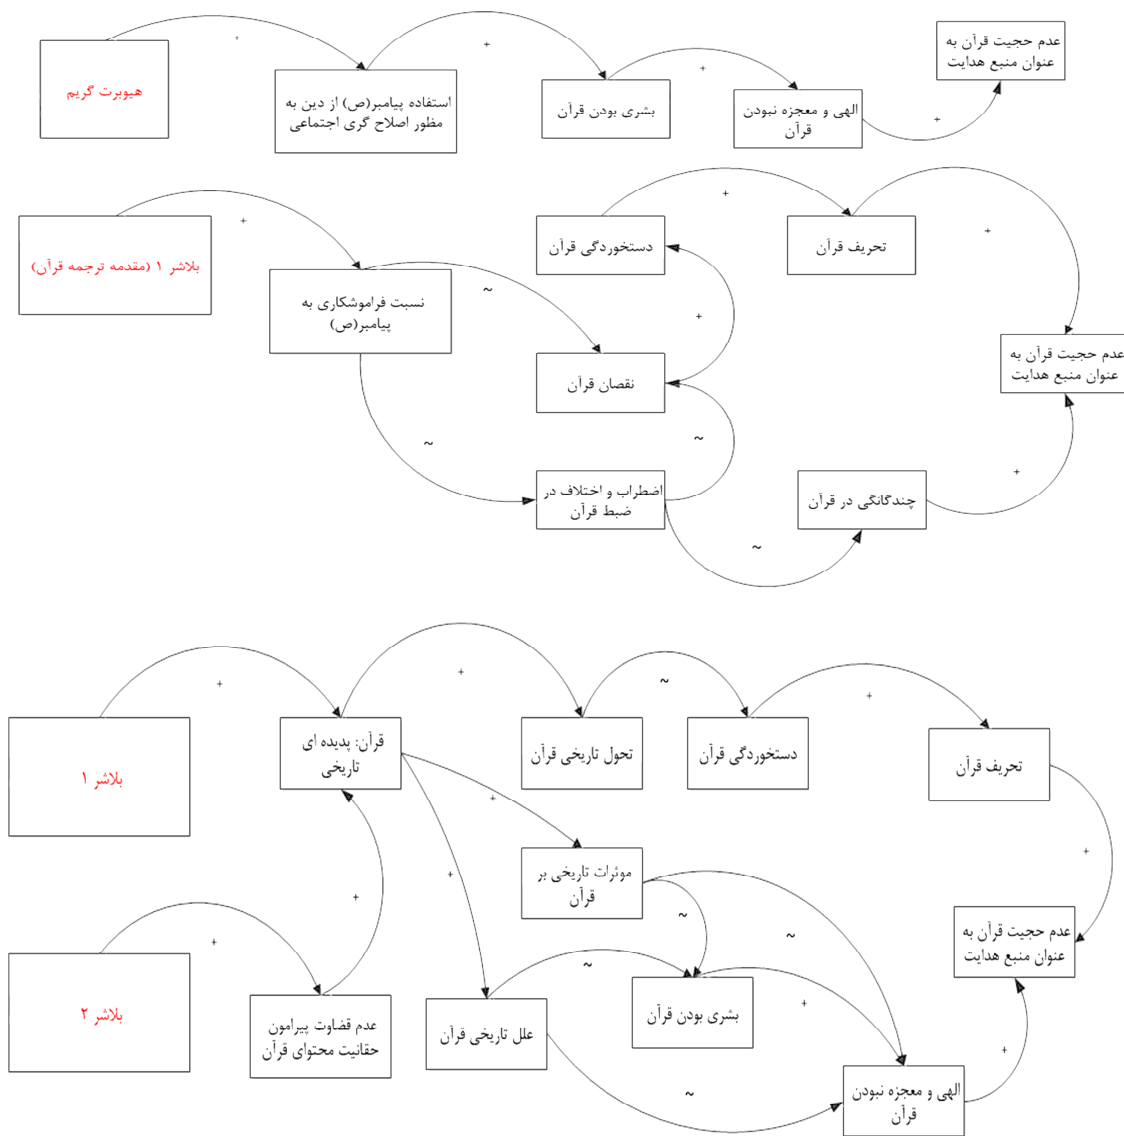 هیوبرت گریم
+
استفاده پیامبر(ص) از دین به
مظور اصلاح گری اجتماعی
+
بشری بودن قرآن
+
الهی و معجزه نبودن
قرآن
+
عدم حجیت قرآن به
عنوان منبع هدایت
بلاشر ۱ (مقدمه ترجمه قرآن)
+
نسبت فراموشکاری به
پیامبر(ص)
~
~
نقصان قرآن
+
دستخوردگی قرآن
+
تحریف قرآن
+
عدم حجیت قرآن به
عنوان منبع هدایت
اضطراب و اختلاف در
ضبط قرآن
~
~
چندگانگی در قرآن
+
بلاشر ۱
+
قرآن: پدیده ای
تاریخی
+
تحول تاریخی قرآن
~
دستخوردگی قرآن
+
تحریف قرآن
+
عدم حجیت قرآن به
عنوان منبع هدایت
+
موثرات تاریخی بر
قرآن
~
~
+
بلاشر ۲
+
عدم قضاوت پیرامون
حقانیت محتوای قرآن
+
علل تاریخی قرآن
~
~
بشری بودن قرآن
+
الهی و معجزه نبودن
قرآن
+